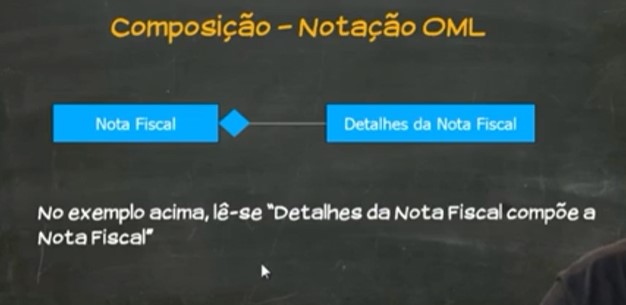 Composição - Notação OML
Nota Fiscal
Detalhes da Nota Fiscal
No exemplo acima, lê-se "Detalhes da Nota Fiscal compõe a
Nota Fiscal"